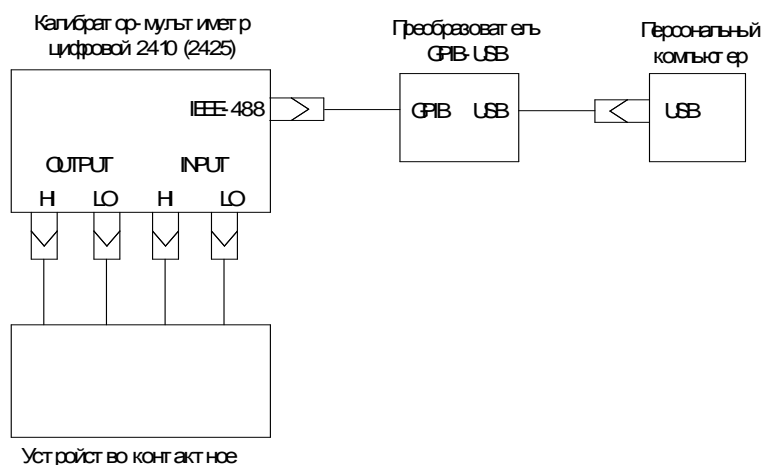 Калибратор-мультиметр
цифровой 2410 (2425)
Преобразователь
GPIB-USB
Персональный
компьютер
IEEE-488
GPIB USB
USB
OUTPUT INPUT
HI LO HI LO
Устройство контактное